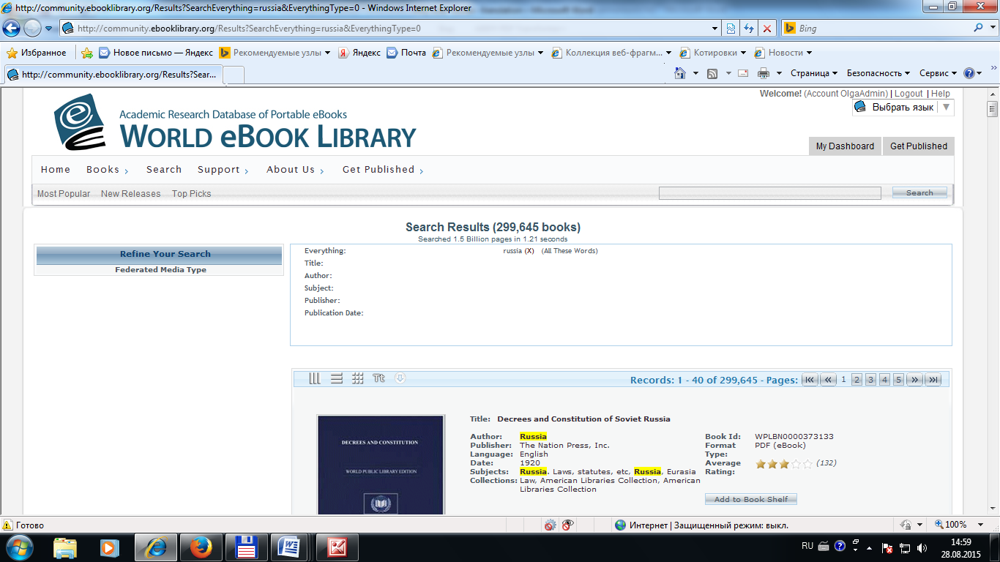 http://community.ebooklibrary.org/Results?SearchEverything=russia&EverythingType=0 - Windows Internet Explorer
http://community.ebooklibrary.org/Results?SearchEverything=russia&EverythingType=0
Bing
Избранное Новое письмо — Яндекс Рекомендуемые узлы Яндекс Почта Рекомендуемые узлы Коллекция веб-фрагм... Котировки Новости
http://community.ebooklibrary.org/Results?Sear... Страница Безопасность Сервис
Welcome! (Account OlgaAdmin) | Logout | Help
Выбрать язык
Academic Research Database of Portable eBooks
WORLD eBOOK LIBRARY
My Dashboard Get Published
Home Books Search Support About Us Get Published
Most Popular New Releases Top Picks Search
Search Results (299,645 books)
Searched 1.5 Billion pages in 1.21 seconds
Refine Your Search
Federated Media Type
Everything: russia (X) (All These Words)
Title:
Author:
Subject:
Publisher:
Publication Date:
Tt Records: 1 - 40 of 299,645 - Pages: 1 2 3 4 5
DECREES AND CONSTITUTION
WORLD PUBLIC LIBRARY EDITION
Title: Decrees and Constitution of Soviet Russia
Author: Russia
Publisher: The Nation Press, Inc.
Language: English
Date: 1920
Subjects: Russia. Laws, statutes, etc, Russia, Eurasia
Collections: Law, American Libraries Collection, American
Libraries Collection
Book Id: WPLBN0000373133
Format PDF (eBook)
Type:
Average (132)
Rating:
Add to Book Shelf
Готово Интернет | Защищенный режим: выкл. 100%
RU 14:59
28.08.2015